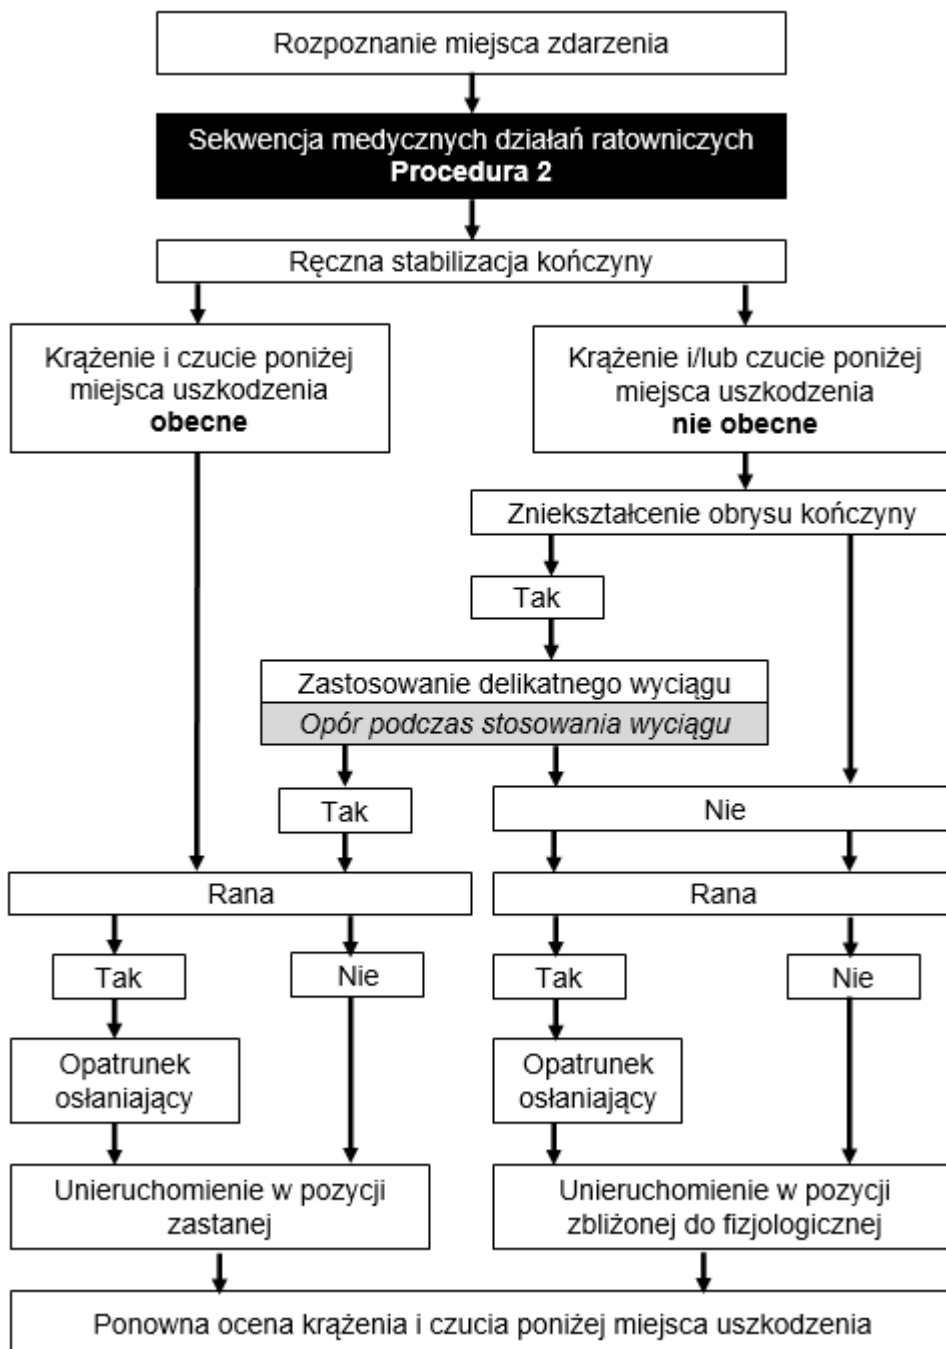 Rozpoznanie miejsca zdarzenia
Sekwencja medycznych działań ratowniczych
Procedura 2
Ręczna stabilizacja kończyny
Krążenie i czucie poniżej
miejsca uszkodzenia
obecne
Krążenie i/lub czucie poniżej
miejsca uszkodzenia
nie obecne
Zniekształcenie obrysu kończyny
Tak
Zastosowanie delikatnego wyciągu
Opór podczas stosowania wyciągu
Tak
Nie
Rana
Rana
Tak
Nie
Tak
Nie
Opatrunek
osłaniający
Opatrunek
osłaniający
Unieruchomienie w pozycji
zastanej
Unieruchomienie w pozycji
zbliżonej do fizjologicznej
Ponowna ocena krążenia i czucia poniżej miejsca uszkodzenia